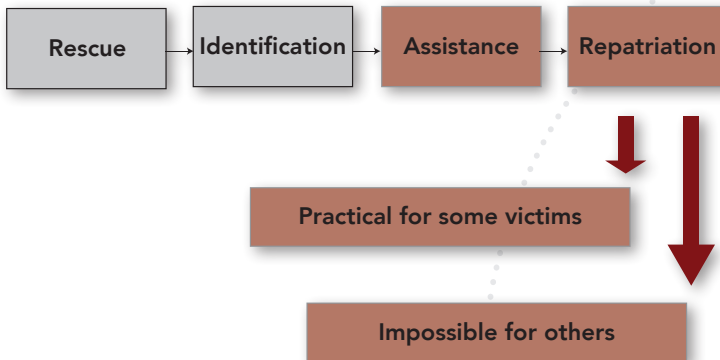 Rescue
Identification
Assistance
Repatriation
Practical for some victims
Impossible for others